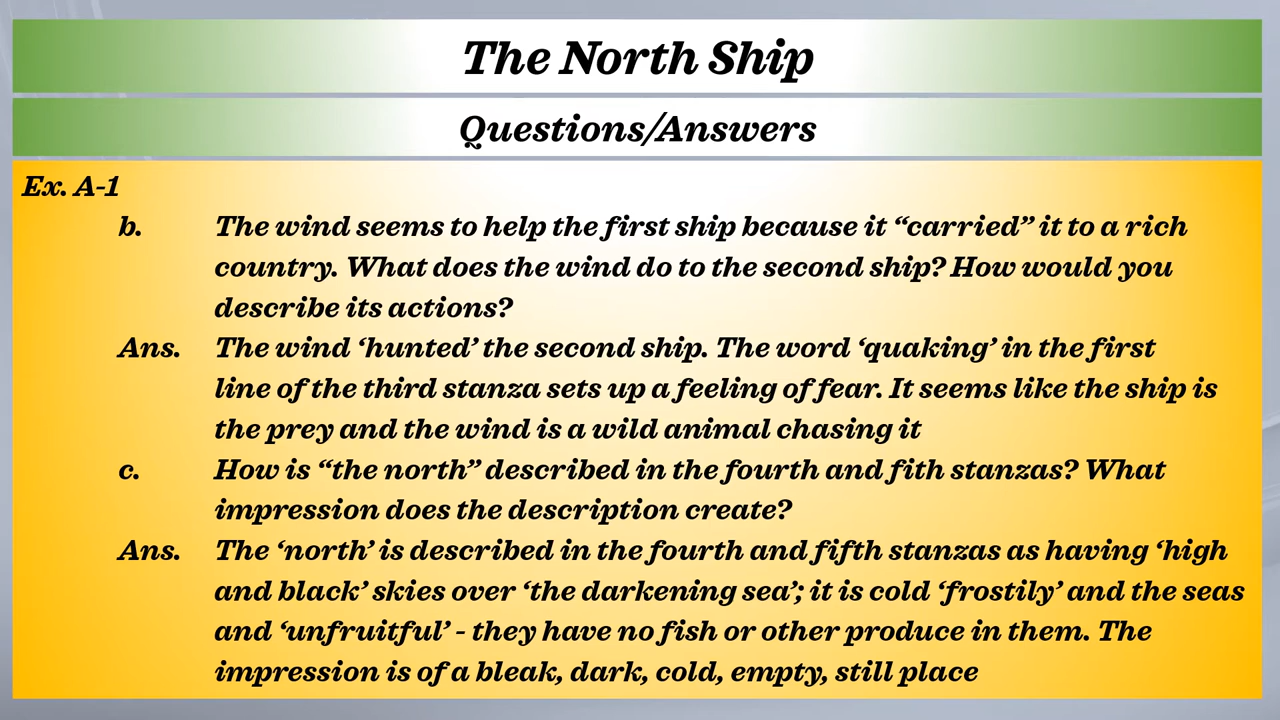 The North Ship
Questions/Answers
Ex. A-1
b. The wind seems to help the first ship because it “carried” it to a rich
country. What does the wind do to the second ship? How would you
describe its actions?
Ans. The wind ‘hunted’ the second ship. The word ‘quaking’ in the first
line of the third stanza sets up a feeling of fear. It seems like the ship is
the prey and the wind is a wild animal chasing it
c. How is “the north” described in the fourth and fith stanzas? What
impression does the description create?
Ans. The ‘north’ is described in the fourth and fifth stanzas as having ‘high
and black’ skies over ‘the darkening sea’; it is cold ‘frostily’ and the seas
and ‘unfruitful’ - they have no fish or other produce in them. The
impression is of a bleak, dark, cold, empty, still place